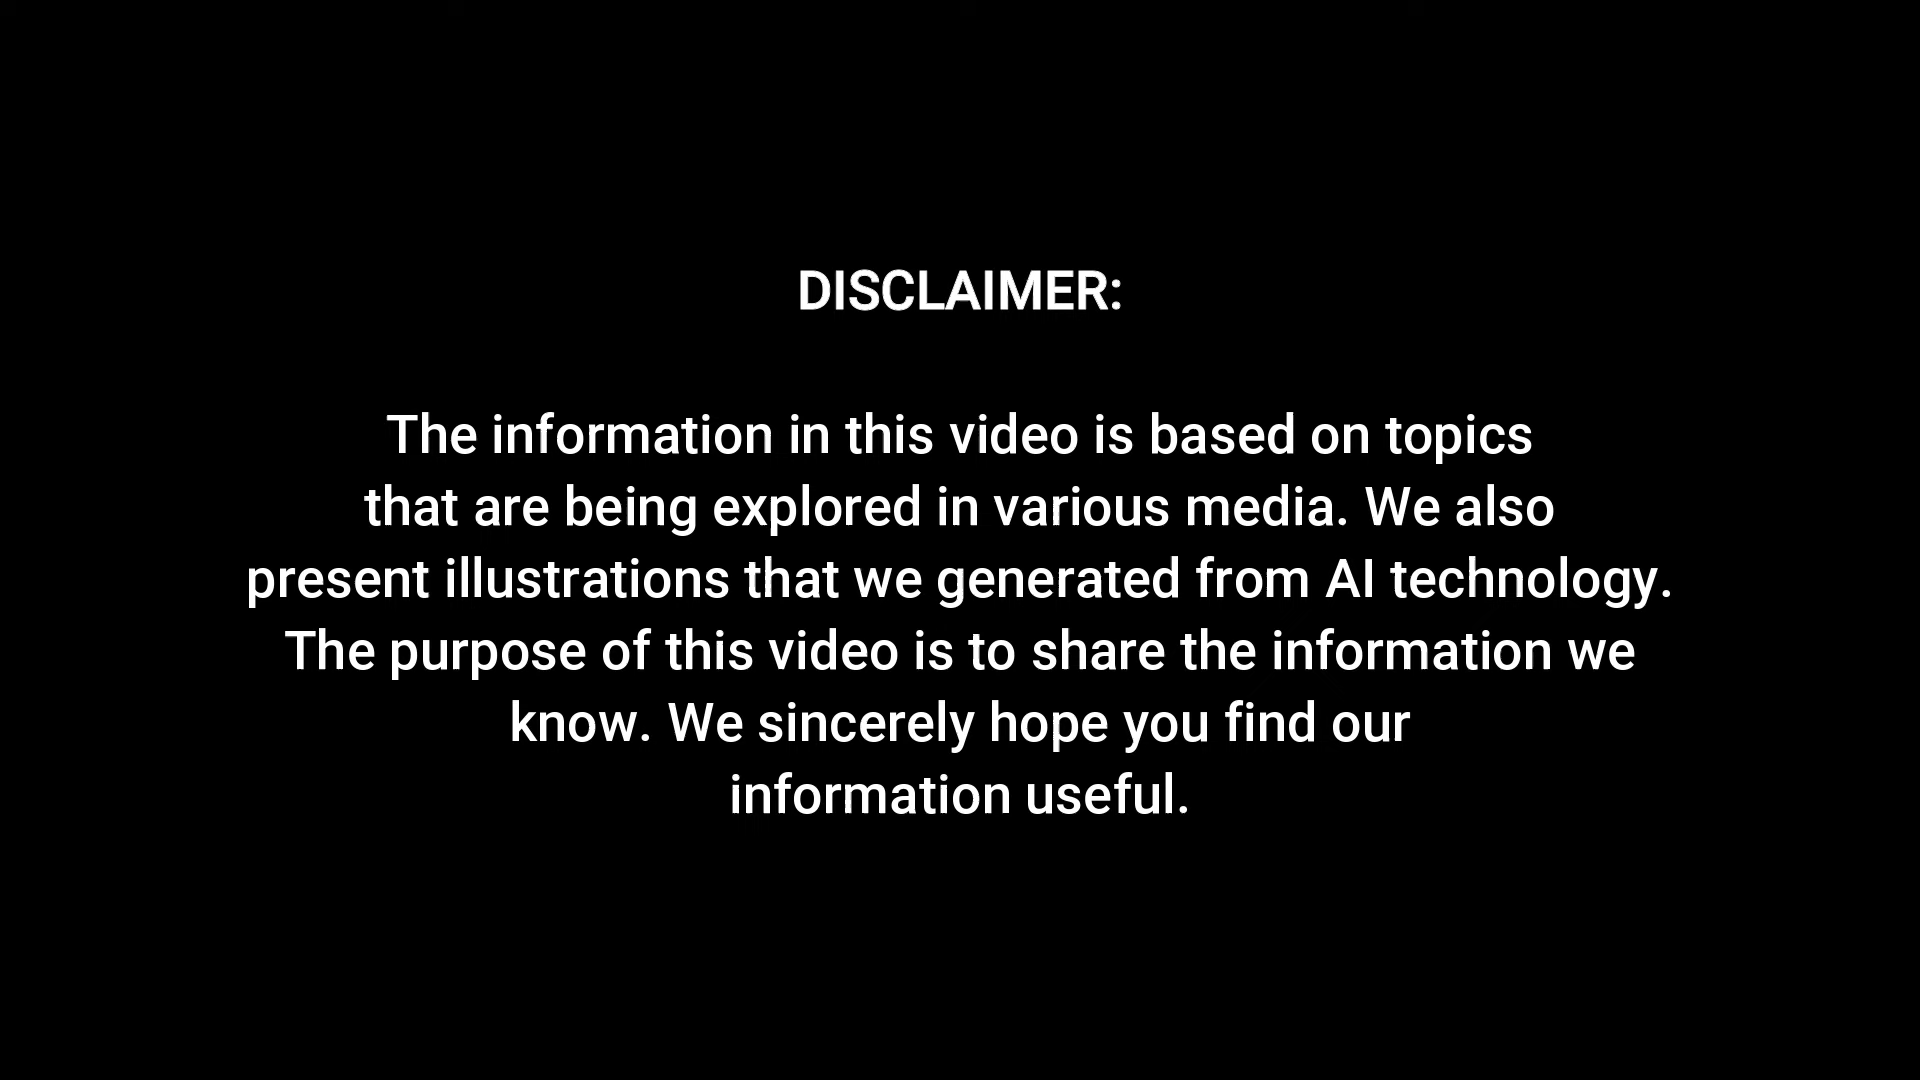 DISCLAIMER:
The information in this video is based on topics
that are being explored in various media. We also
present illustrations that we generated from AI technology.
The purpose of this video is to share the information we
know. We sincerely hope you find our
information useful.